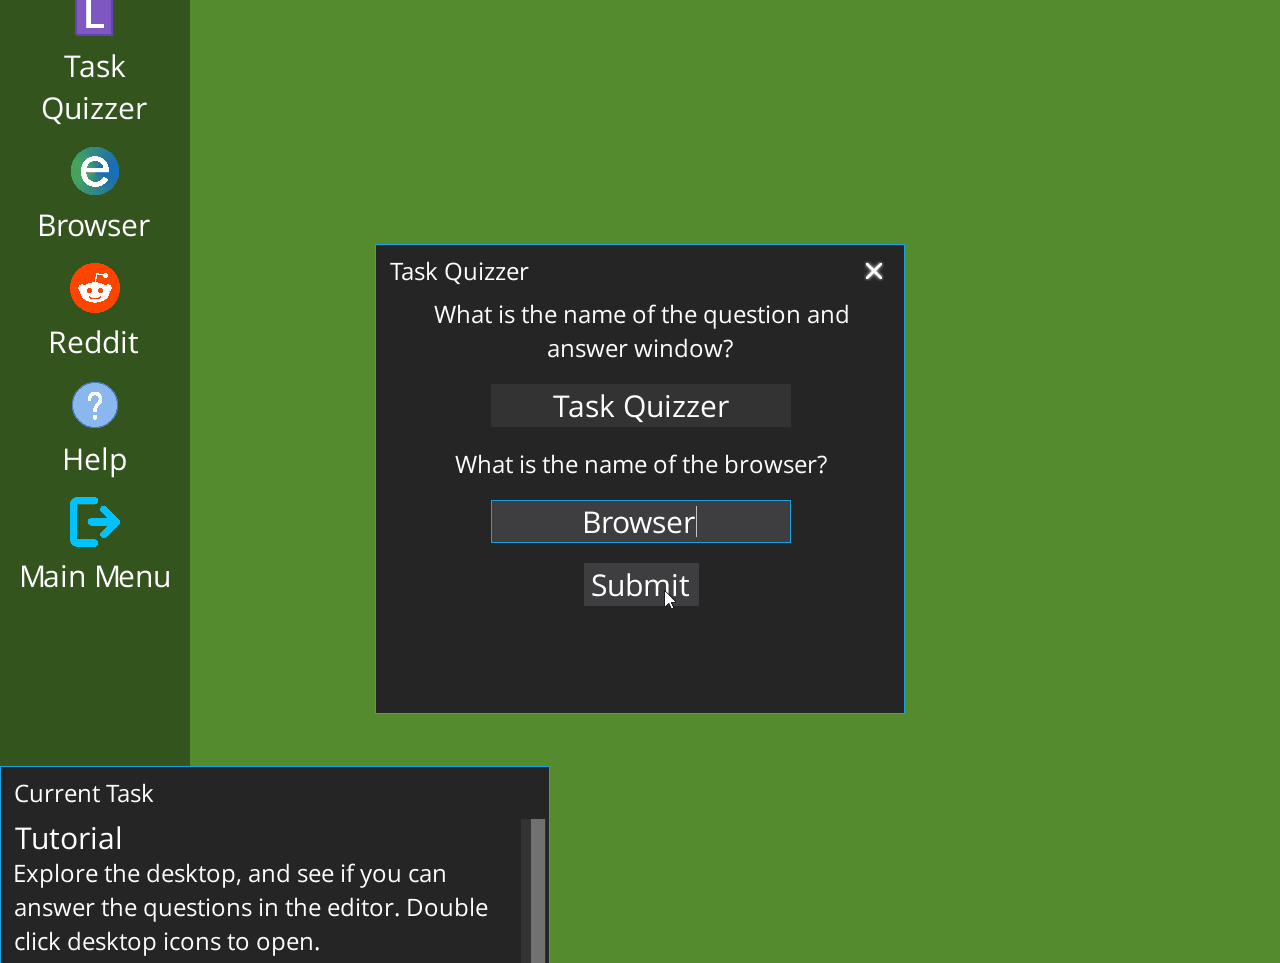 L
Task
Quizzer
Browser
Reddit
?
Help
Main Menu
Task Quizzer
What is the name of the question and
answer window?
Task Quizzer
What is the name of the browser?
Browser
Submit
Current Task
Tutorial
Explore the desktop, and see if you can
answer the questions in the editor. Double
click desktop icons to open.